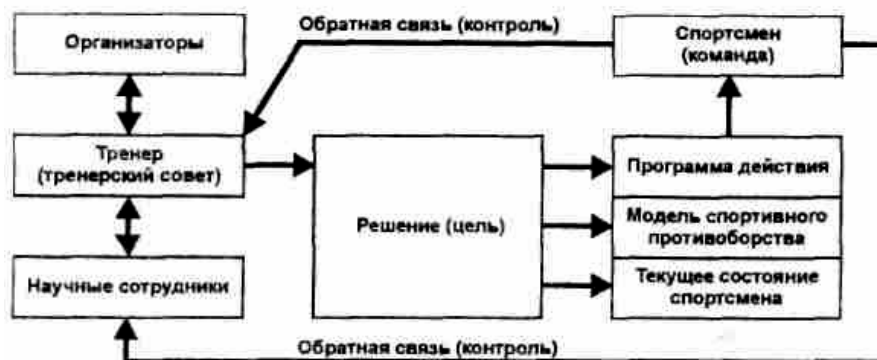 Обратная связь (контроль)
Организаторы
Спортсмен
(команда)
Тренер
(тренерский совет)
Решение (цель)
Программа действия
Модель спортивного
противоборства
Научные сотрудники
Текущее состояние
спортсмена
Обратная связь (контроль)